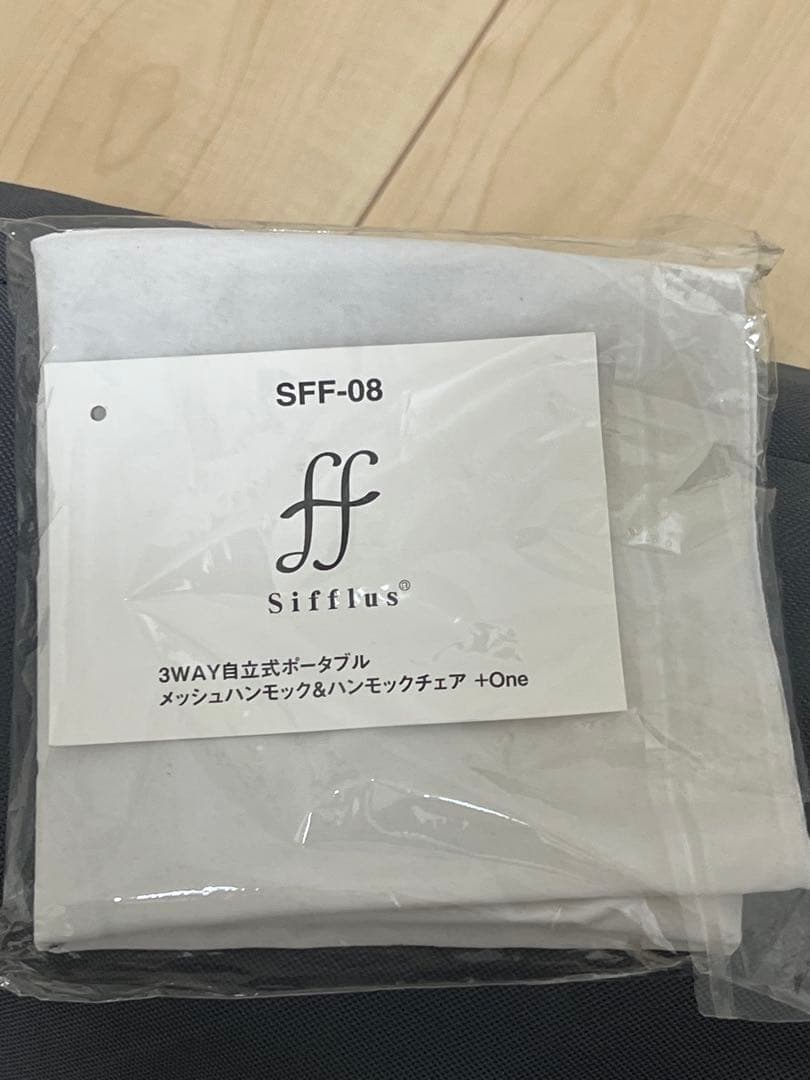 SFF-08
ff
Sifflus®
3WAY自立式ポータブル
メッシュハンモック&ハンモックチェア +One